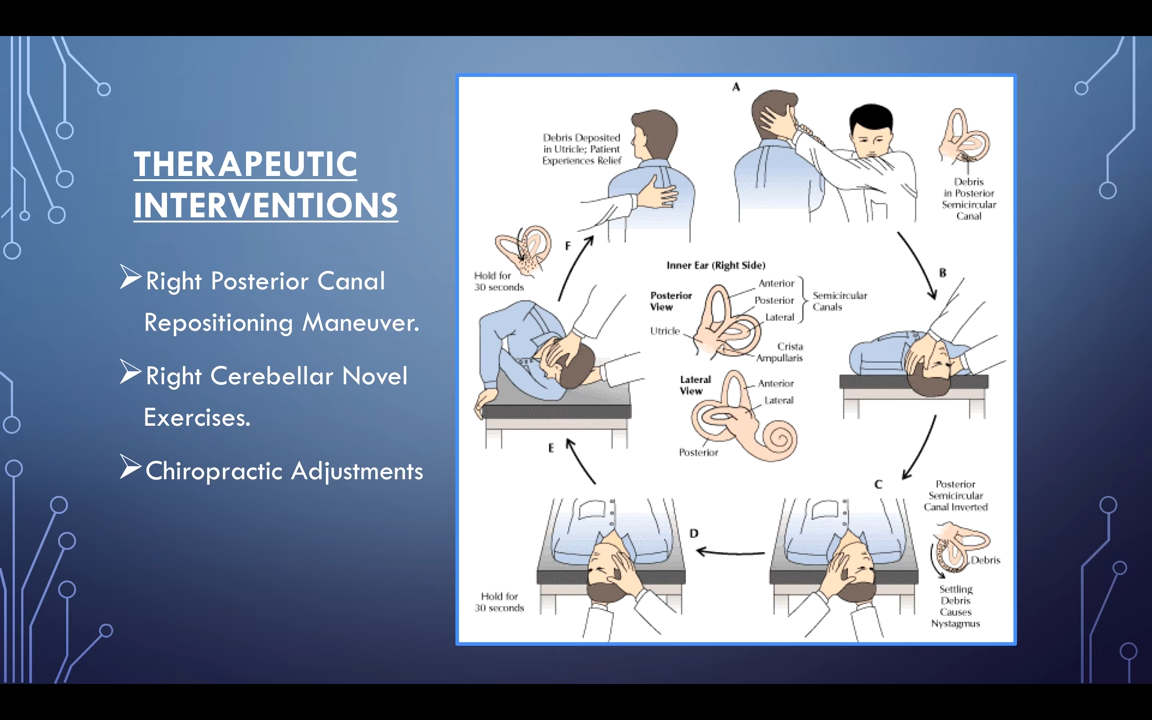 THERAPEUTIC
INTERVENTIONS
Right Posterior Canal
Repositioning Maneuver.
Right Cerebellar Novel
Exercises.
Chiropractic Adjustments
A
Debris Deposited
in Utricle; Patient
Experiences Relief
Debris
in Posterior
Semicircular
Canal
F
Hold for
30 seconds
B
Inner Ear (Right Side)
Posterior
View
Anterior
Posterior
Lateral
Semicircular
Canals
Utricle
Crista
Ampullaris
Lateral
View
Anterior
Lateral
Posterior
E
C
Posterior
Semicircular
Canal Inverted
D
Debris
Settling
Debris
Causes
Nystagmus
Hold for
30 seconds